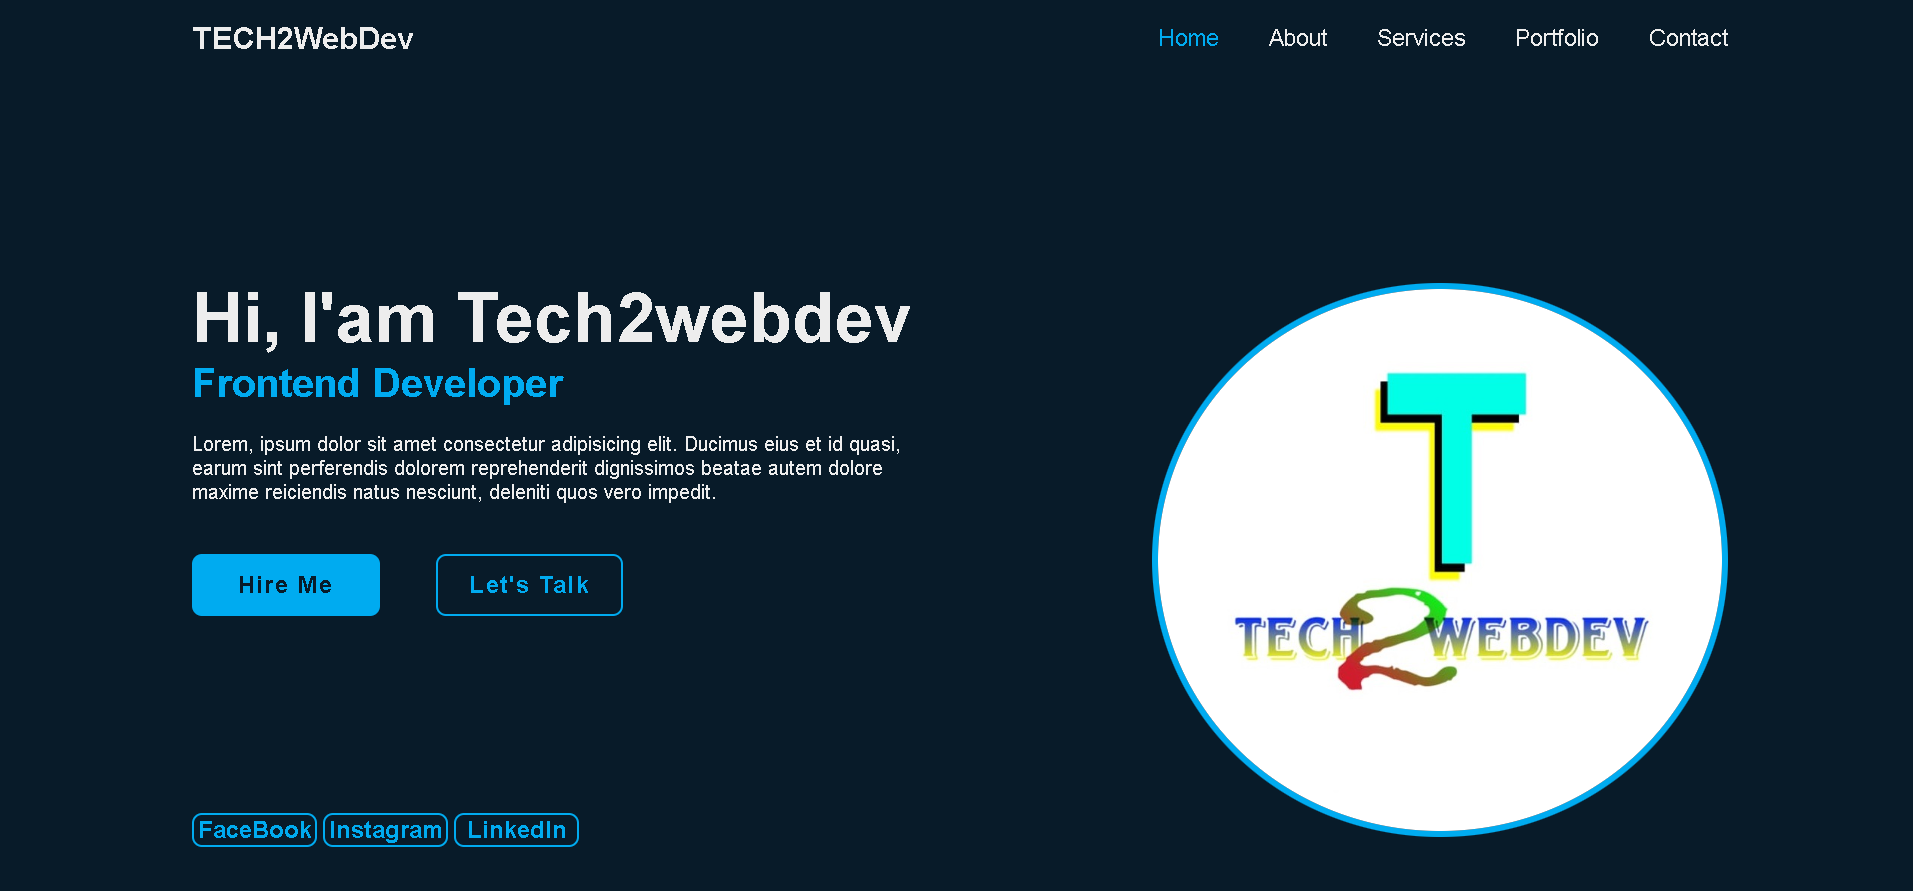 TECH2WebDev
Home About Services Portfolio Contact
Hi, I'am Tech2webdev
Frontend Developer
Lorem, ipsum dolor sit amet consectetur adipisicing elit. Ducimus eius et id quasi,
earum sint perferendis dolorem reprehenderit dignissimos beatae autem dolore
maxime reiciendis natus nesciunt, deleniti quos vero impedit.
Hire Me Let's Talk
T
TECH2WEBDEV
FaceBook Instagram LinkedIn